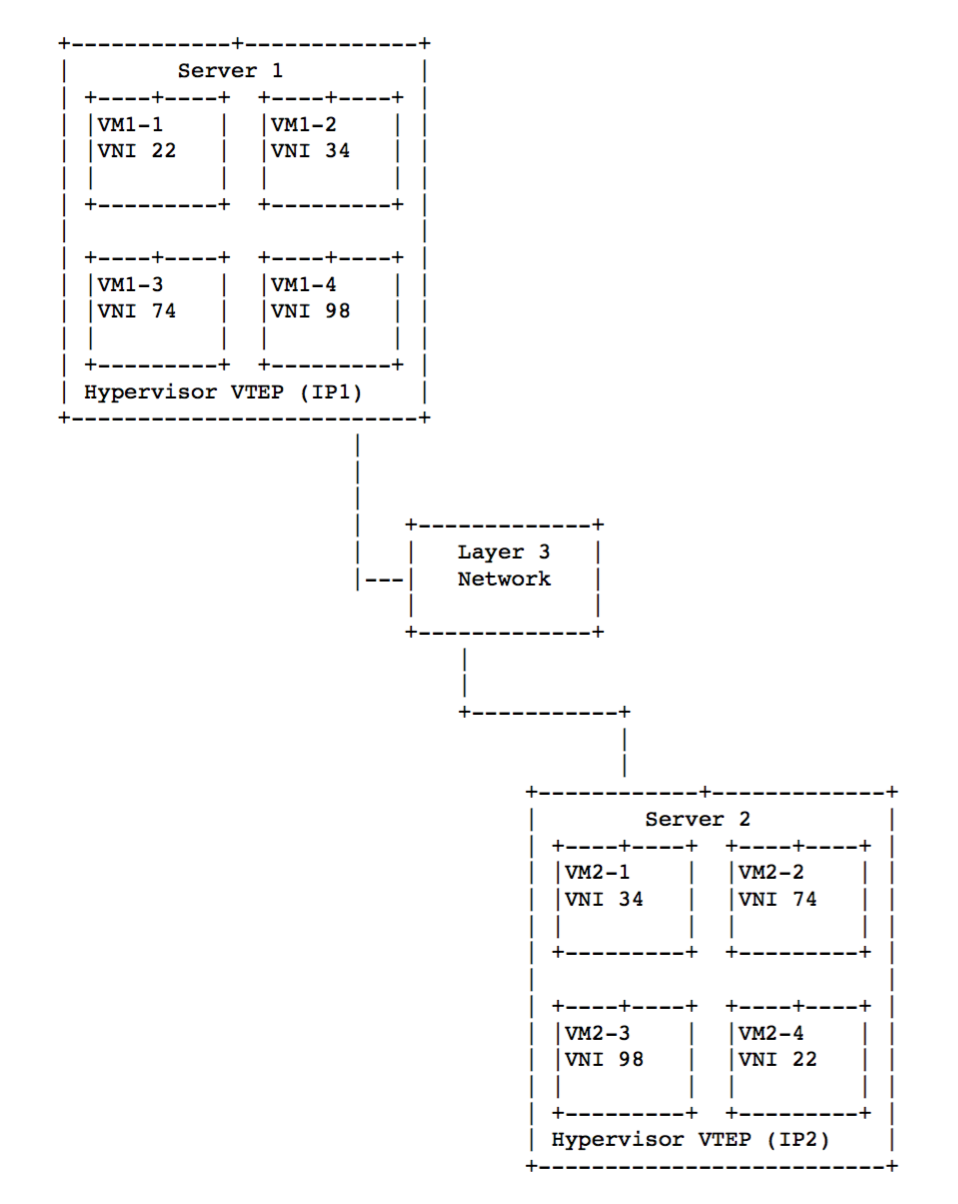 Server 1
VM1-1 VM1-2
VNI 22 VNI 34
VM1-3 VM1-4
VNI 74 VNI 98
Hypervisor VTEP (IP1)
Layer 3
Network
Server 2
VM2-1 VM2-2
VNI 34 VNI 74
VM2-3 VM2-4
VNI 98 VNI 22
Hypervisor VTEP (IP2)